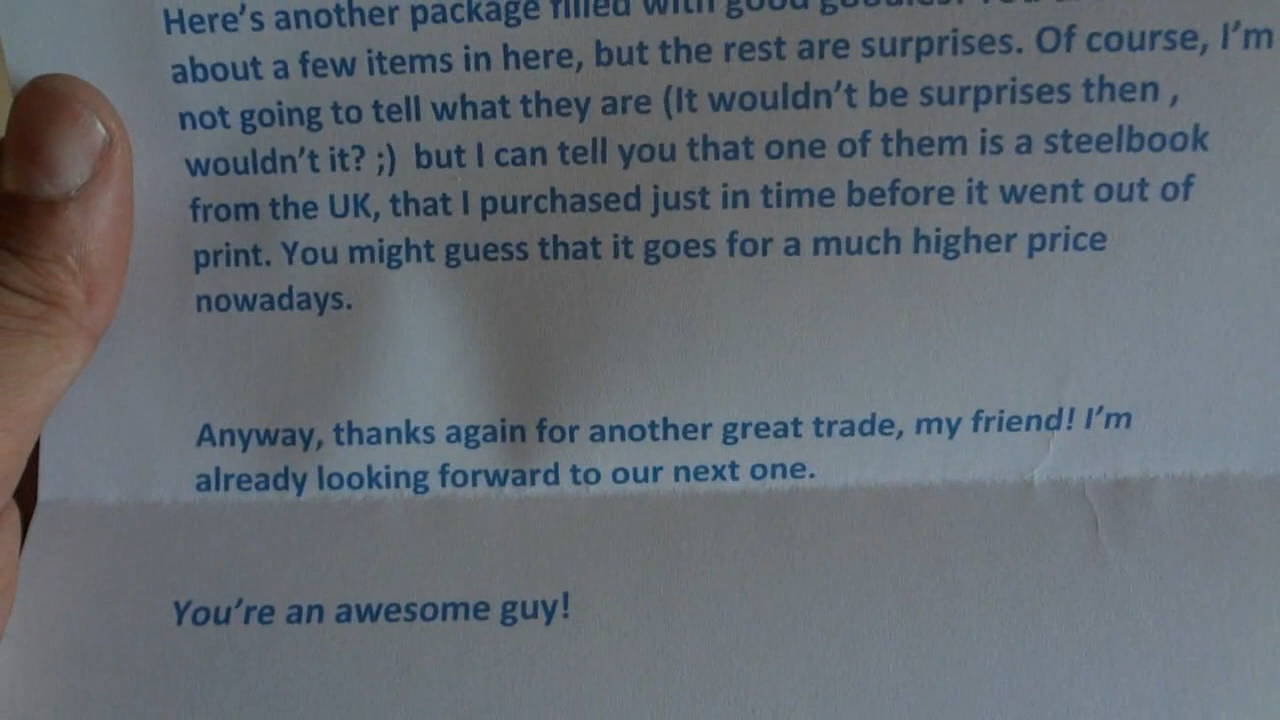 Here's another package filled with good goodies.
about a few items in here, but the rest are surprises. Of course, I'm
not going to tell what they are (It wouldn't be surprises then ,
wouldn't it? ;)  but I can tell you that one of them is a steelbook
from the UK, that I purchased just in time before it went out of
print. You might guess that it goes for a much higher price
nowadays.
Anyway, thanks again for another great trade, my friend! I'm
already looking forward to our next one.
You're an awesome guy!